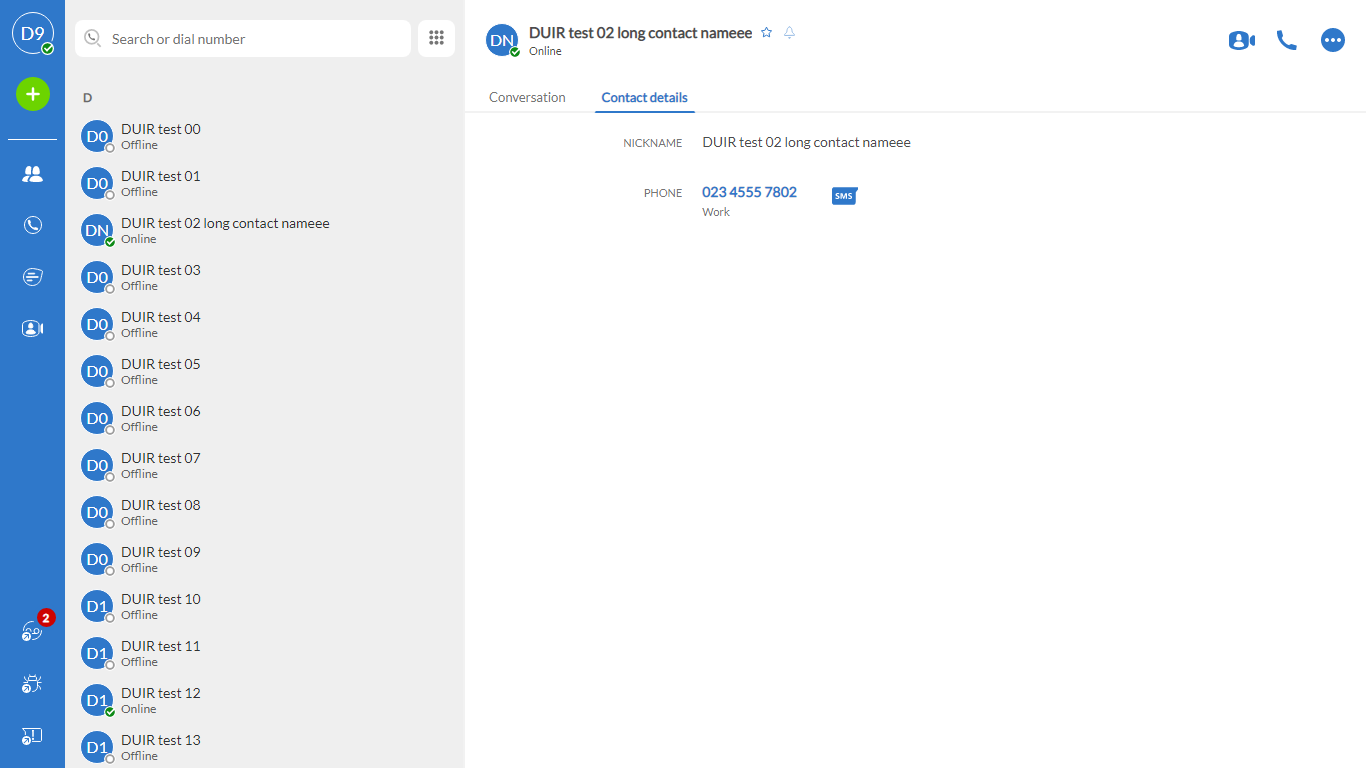 D9
Search or dial number
D
D0 DUIR test 00
Offline
D0 DUIR test 01
Offline
DN DUIR test 02 long contact nameee
Online
D0 DUIR test 03
Offline
D0 DUIR test 04
Offline
D0 DUIR test 05
Offline
D0 DUIR test 06
Offline
D0 DUIR test 07
Offline
D0 DUIR test 08
Offline
D0 DUIR test 09
Offline
D1 DUIR test 10
Offline
D1 DUIR test 11
Offline
D1 DUIR test 12
Online
D1 DUIR test 13
Offline
2
DN DUIR test 02 long contact nameee
Online
Conversation Contact details
NICKNAME DUIR test 02 long contact nameee
PHONE 023 4555 7802 SMS
Work